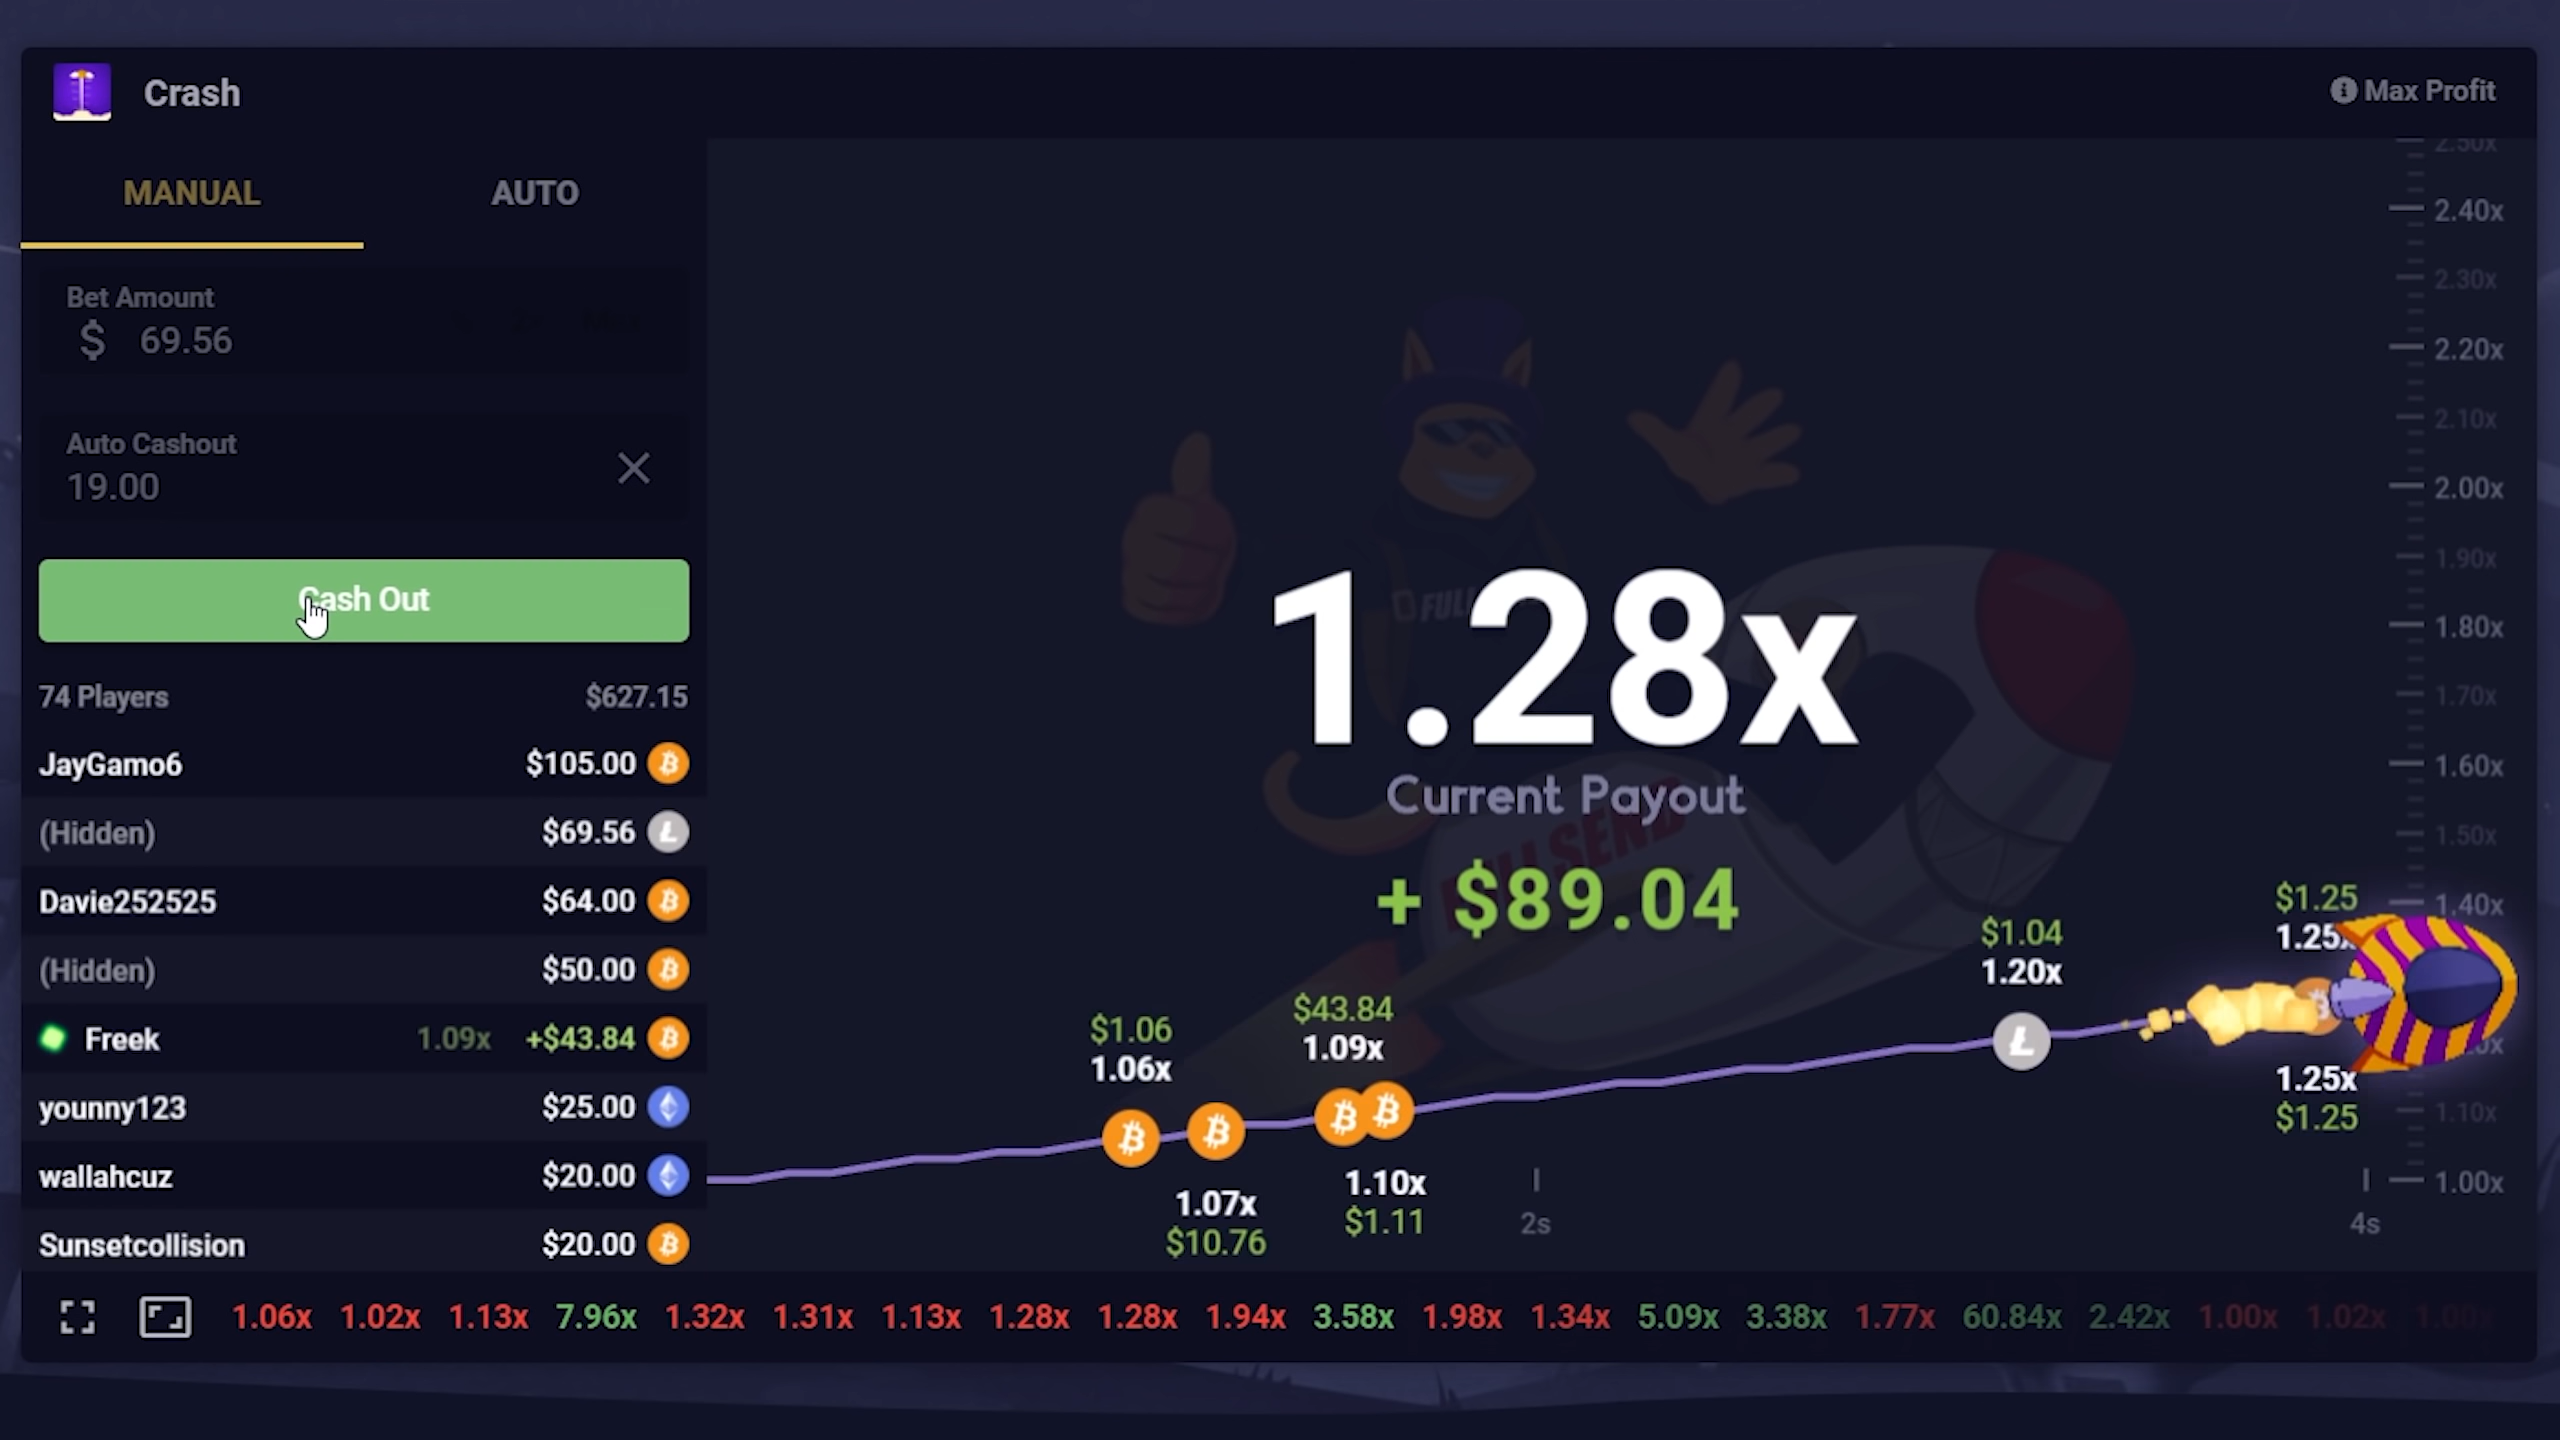 Crash
Max Profit
MANUAL
AUTO
Bet Amount
$ 69.56
Auto Cashout
19.00
Cash Out
74 Players $627.15
JayGamo6 $105.00
(Hidden) $69.56
Davie252525 $64.00
(Hidden) $50.00
Freek 1.09x +$43.84
younny123 $25.00
wallahcuz $20.00
Sunsetcollision $20.00
1.28x
Current Payout
+ $89.04
FULLSEND
$1.06
1.06x
1.07x
$10.76
$43.84
1.09x
1.10x
$1.11
$1.04
1.20x
$1.25
1.25x
1.25x
$1.25
2s
4s
2.50x
2.40x
2.30x
2.20x
2.10x
2.00x
1.90x
1.80x
1.70x
1.60x
1.50x
1.40x
1.10x
1.00x
1.06x 1.02x 1.13x 7.96x 1.32x 1.31x 1.13x 1.28x 1.28x 1.94x 3.58x 1.98x 1.34x 5.09x 3.38x 1.77x 60.84x 2.42x 1.00x 1.02x 1.00x